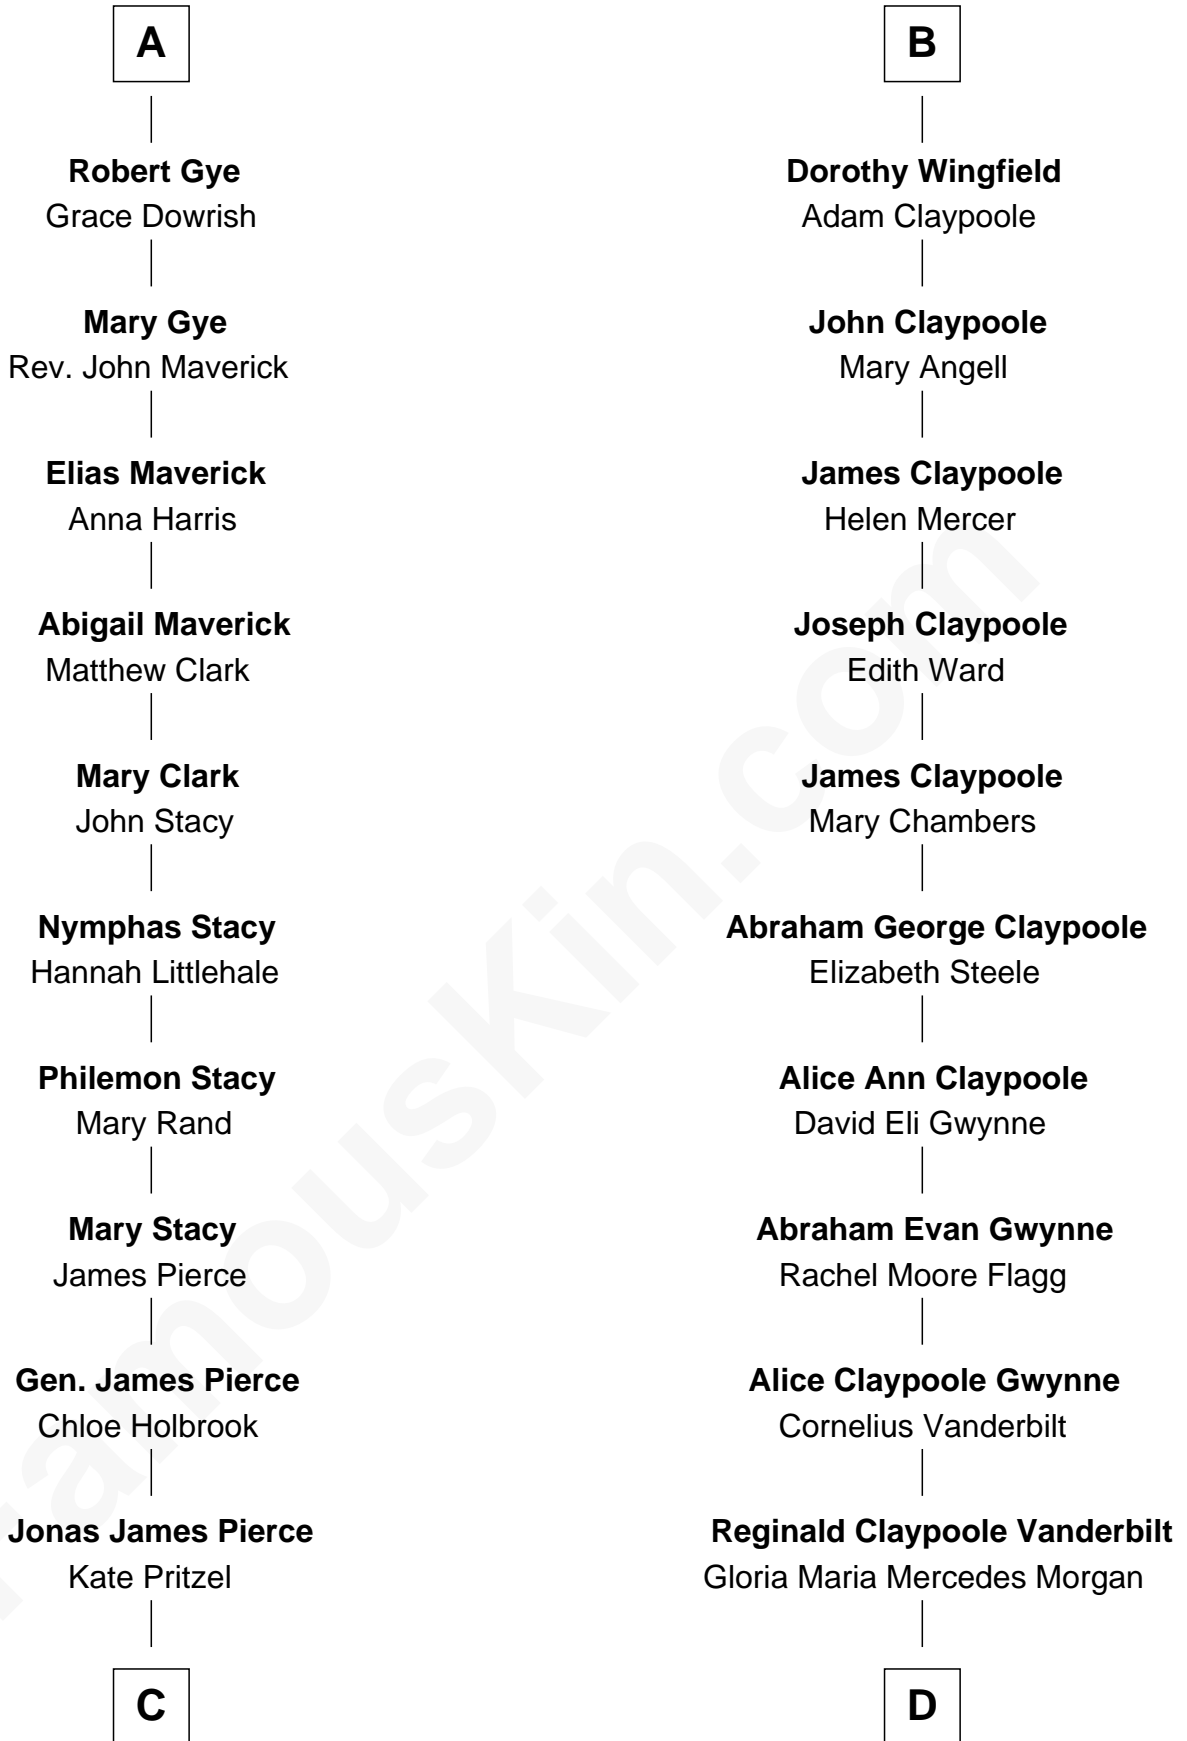 A
Robert Gye
Grace Dowrish
Mary Gye
Rev. John Maverick
Elias Maverick
Anna Harris
Abigail Maverick
Matthew Clark
Mary Clark
John Stacy
Nymphas Stacy
Hannah Littlehale
Philemon Stacy
Mary Rand
Mary Stacy
James Pierce
Gen. James Pierce
Chloe Holbrook
Jonas James Pierce
Kate Pritzel
C
B
Dorothy Wingfield
Adam Claypoole
John Claypoole
Mary Angell
James Claypoole
Helen Mercer
Joseph Claypoole
Edith Ward
James Claypoole
Mary Chambers
Abraham George Claypoole
Elizabeth Steele
Alice Ann Claypoole
David Eli Gwynne
Abraham Evan Gwynne
Rachel Moore Flagg
Alice Claypoole Gwynne
Cornelius Vanderbilt
Reginald Claypoole Vanderbilt
Gloria Maria Mercedes Morgan
D
FamousKin.com